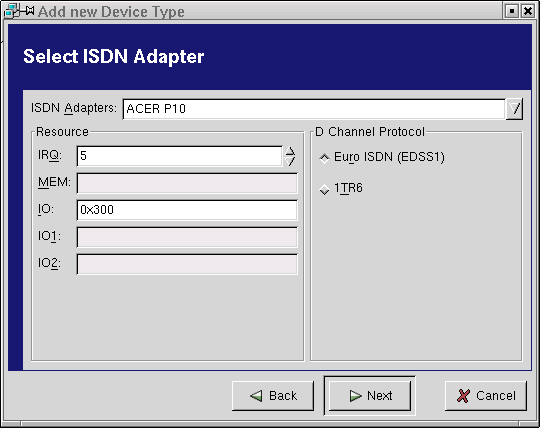 Add new Device Type
Select ISDN Adapter
ISDN Adapters: ACER P10
Resource
D Channel Protocol
IRQ: 5
Euro ISDN (EDSS1)
MEM:
1TR6
IO: 0x300
IO1:
IO2:
Back Next Cancel